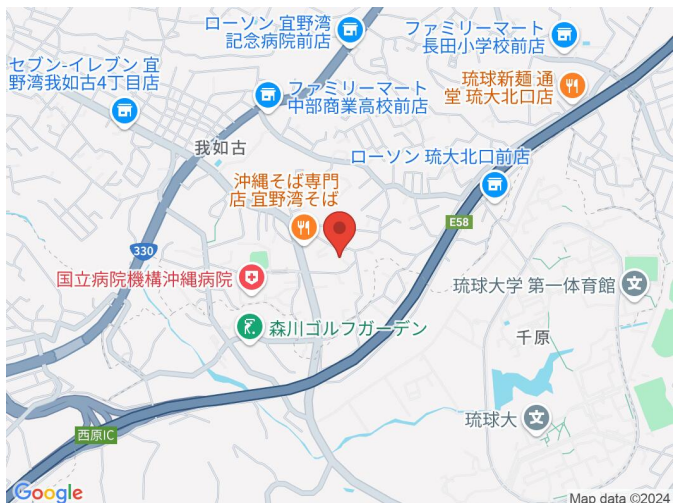 ローソン 宜野湾
記念病院前店
ファミリーマート
長田小学校前店
セブン-イレブン 宜
野湾我如古4丁目店
ファミリーマート
中部商業高校前店
琉球新麺 通
堂 琉大北口店
我如古
ローソン 琉大北口前店
沖縄そば専門
店 宜野湾そば
E58
330
国立病院機構沖縄病院
琉球大学 第一体育館
森川ゴルフガーデン
千原
琉球大
西原IC
Google
Map data ©2024